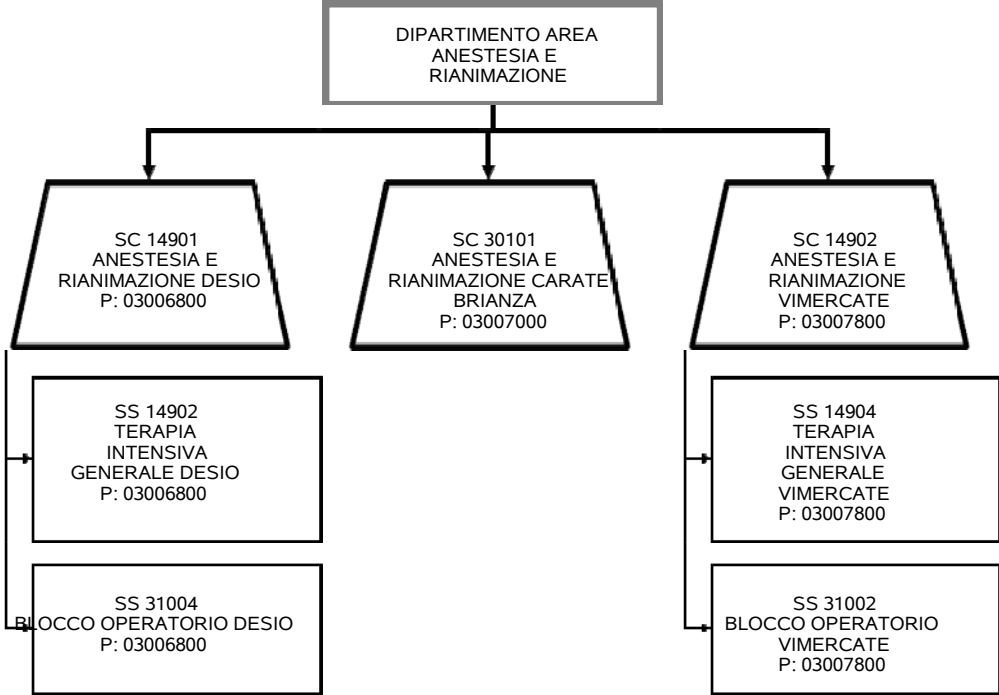 DIPARTIMENTO AREA
ANESTESIA E
RIANIMAZIONE
SC 14901
ANESTESIA E
RIANIMAZIONE DESIO
P: 03006800
SC 30101
ANESTESIA E
RIANIMAZIONE CARATE
BRIANZA
P: 03007000
SC 14902
ANESTESIA E
RIANIMAZIONE
VIMERCATE
P: 03007800
SS 14902
TERAPIA
INTENSIVA
GENERALE DESIO
P: 03006800
SS 14904
TERAPIA
INTENSIVA
GENERALE
VIMERCATE
P: 03007800
SS 31004
BLOCCO OPERATORIO DESIO
P: 03006800
SS 31002
BLOCCO OPERATORIO
VIMERCATE
P: 03007800